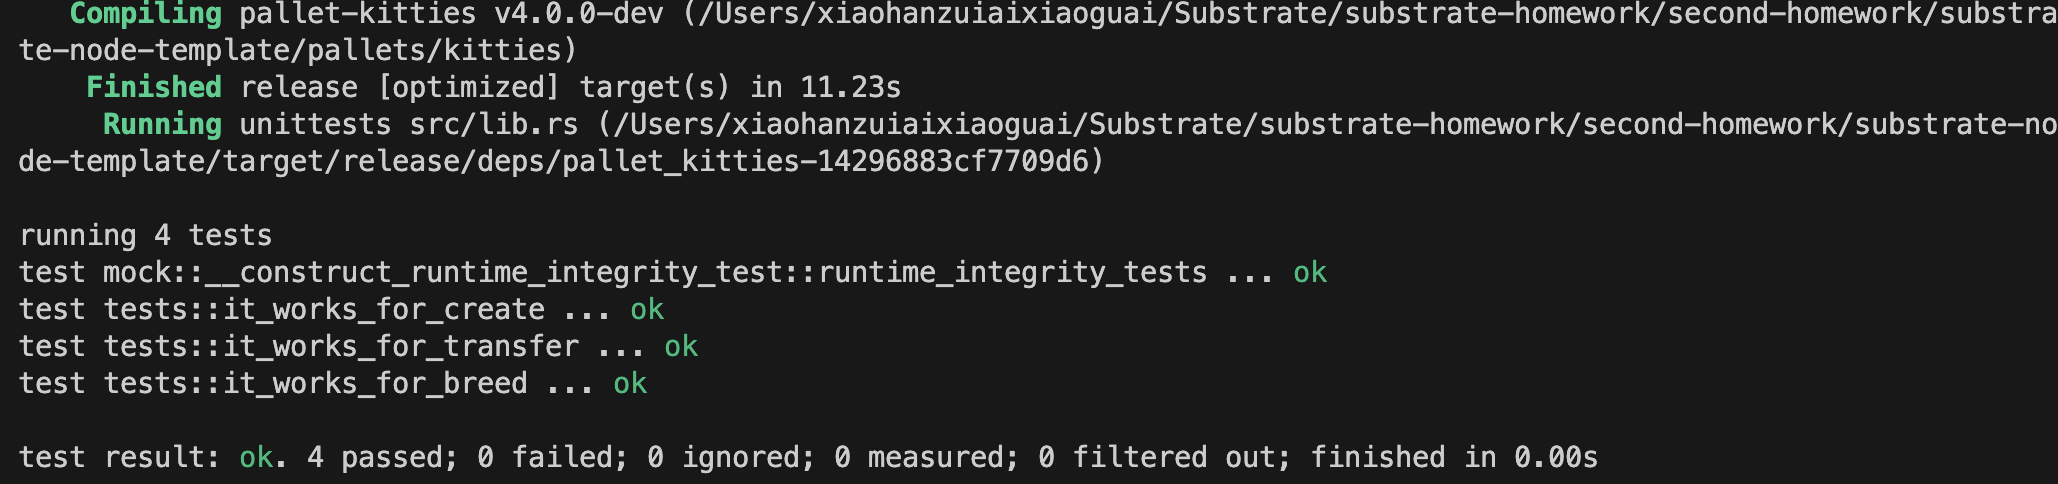 Compiling pallet-kitties v4.0.0-dev (/Users/xiaohanzuiaixiaoguai/Substrate/substrate-homework/second-homework/substra
te-node-template/pallets/kitties)
Finished release [optimized] target(s) in 11.23s
Running unittests src/lib.rs (/Users/xiaohanzuiaixiaoguai/Substrate/substrate-homework/second-homework/substrate-no
de-template/target/release/deps/pallet_kitties-14296883cf7709d6)
running 4 tests
test mock::__construct_runtime_integrity_test::runtime_integrity_tests ... ok
test tests::it_works_for_create ... ok
test tests::it_works_for_transfer ... ok
test tests::it_works_for_breed ... ok
test result: ok. 4 passed; 0 failed; 0 ignored; 0 measured; 0 filtered out; finished in 0.00s